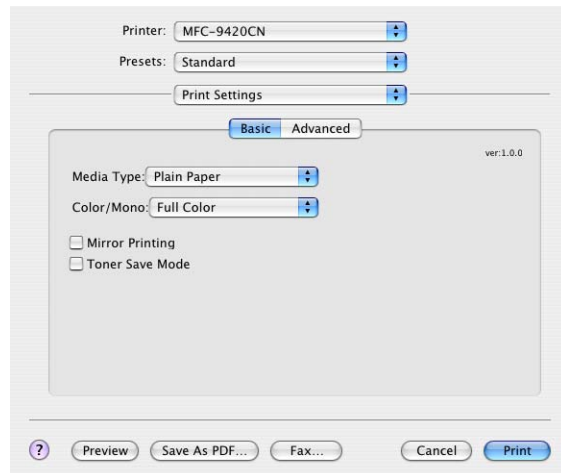 Printer: MFC-9420CN
Presets: Standard
Print Settings
Basic Advanced
ver:1.0.0
Media Type: Plain Paper
Color/Mono: Full Color
Mirror Printing
Toner Save Mode
? Preview Save As PDF... Fax... Cancel Print